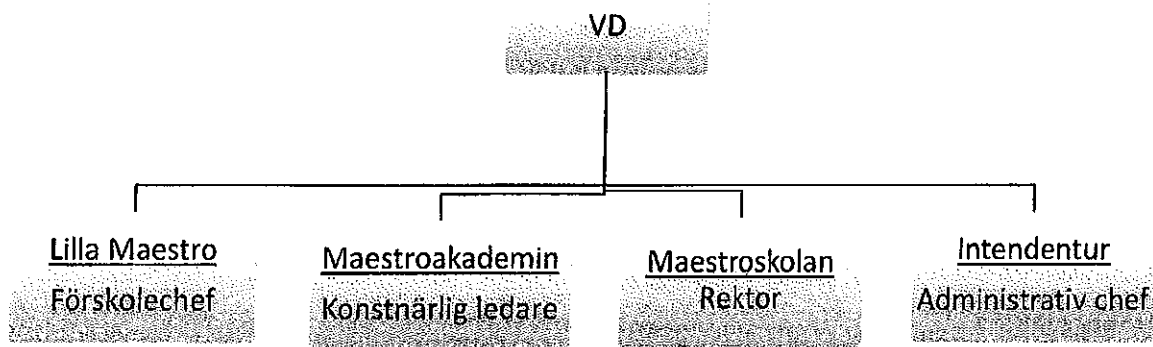 VD
Lilla Maestro
Förskolechef
Maestroakademin
Konstnärlig ledare
Maestroskolan
Rektor
Intendentur
Administrativ chef